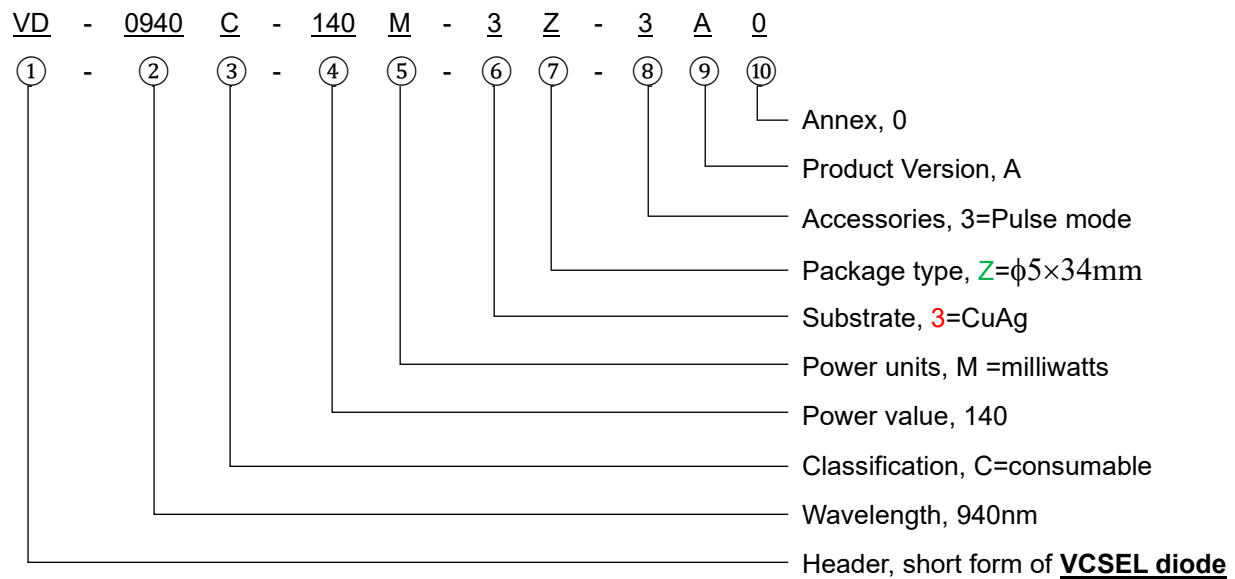 VD - 0940 C - 140 M - 3 Z - 3 A 0
① - ② ③ - ④ ⑤ - ⑥ ⑦ - ⑧ ⑨ ⑩
Annex, 0
Product Version, A
Accessories, 3=Pulse mode
Package type, Z=ϕ5×34mm
Substrate, 3=CuAg
Power units, M =milliwatts
Power value, 140
Classification, C=consumable
Wavelength, 940nm
Header, short form of VCSEL diode